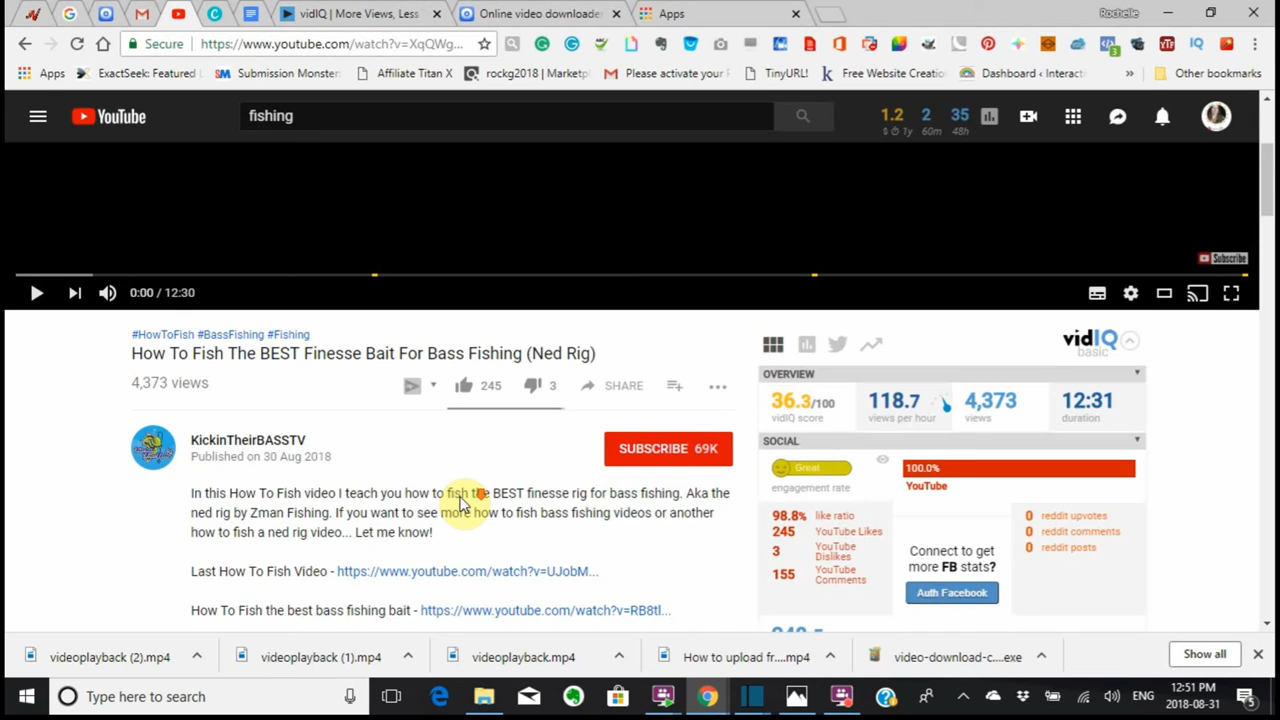 vidIQ | More Views, Less
Online video downloader
Apps
Rochelle
Secure
https://www.youtube.com/watch?v=XqQWg...
Apps
ExactSeek: Featured L
Submission Monster
Affiliate Titan X
rockg2018 | Marketpl
Please activate your F
TinyURL!
Free Website Creatio
Dashboard ‹ Interact
»
Other bookmarks
YouTube
fishing
1.2 2 35
1y 60m 48h
Subscribe
0:00 / 12:30
#HowToFish #BassFishing #Fishing
How To Fish The BEST Finesse Bait For Bass Fishing (Ned Rig)
4,373 views
245
3
SHARE
KickinTheirBASSTV
Published on 30 Aug 2018
SUBSCRIBE 69K
In this How To Fish video I teach you how to fish the BEST finesse rig for bass fishing. Aka the
ned rig by Zman Fishing. If you want to see more how to fish bass fishing videos or another
how to fish a ned rig video... Let me know!
Last How To Fish Video - https://www.youtube.com/watch?v=UJobM...
How To Fish the best bass fishing bait - https://www.youtube.com/watch?v=RB8tl...
vidIQ
basic
OVERVIEW
36.3/100
vidIQ score
118.7
views per hour
4,373
views
12:31
duration
SOCIAL
Great
engagement rate
100.0%
YouTube
98.8% like ratio
245 YouTube Likes
3 YouTube Dislikes
155 YouTube Comments
Connect to get
more FB stats?
Auth Facebook
0 reddit upvotes
0 reddit comments
0 reddit posts
videoplayback (2).mp4
videoplayback (1).mp4
videoplayback.mp4
How to upload fr....mp4
video-download-c....exe
Show all
Type here to search
ENG
12:51 PM
2018-08-31
5